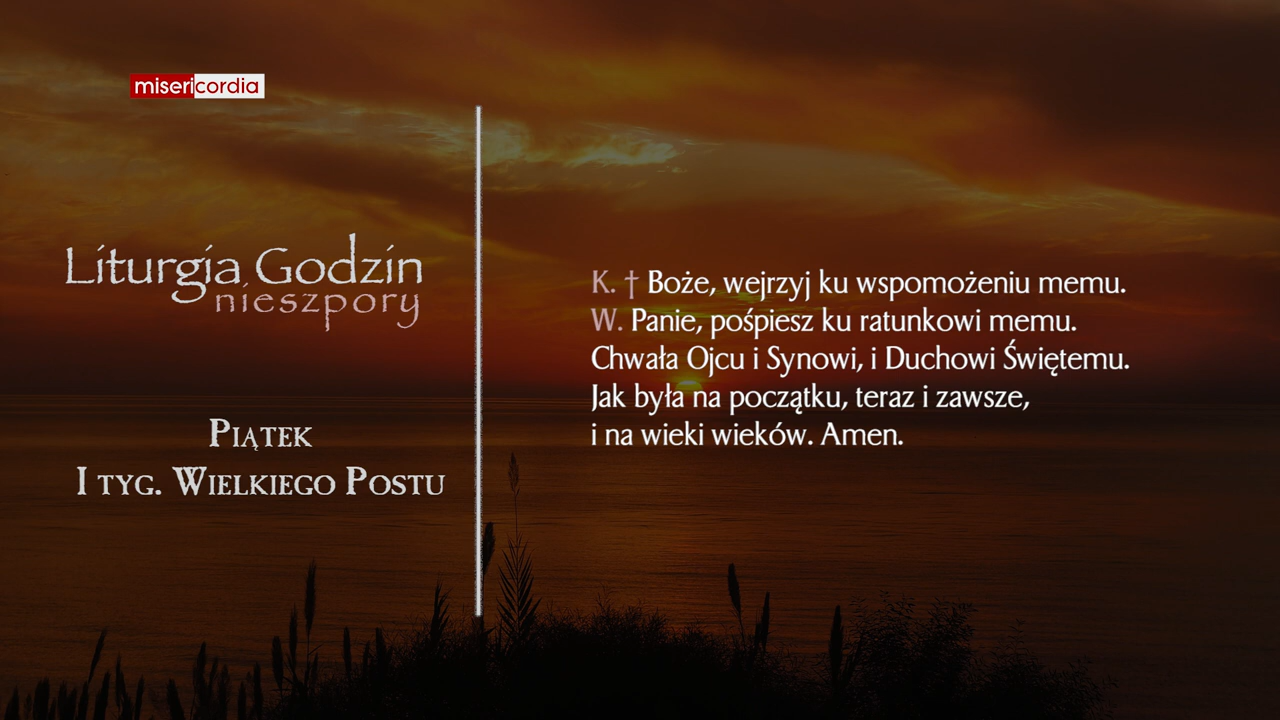 misericordia
Liturgia Godzin
nieszpory
Piątek
I tyg. Wielkiego Postu
K. † Boże, wejrzyj ku wspomożeniu memu.
W. Panie, pośpiesz ku ratunkowi memu.
Chwała Ojcu i Synowi, i Duchowi Świętemu.
Jak była na początku, teraz i zawsze,
i na wieki wieków. Amen.